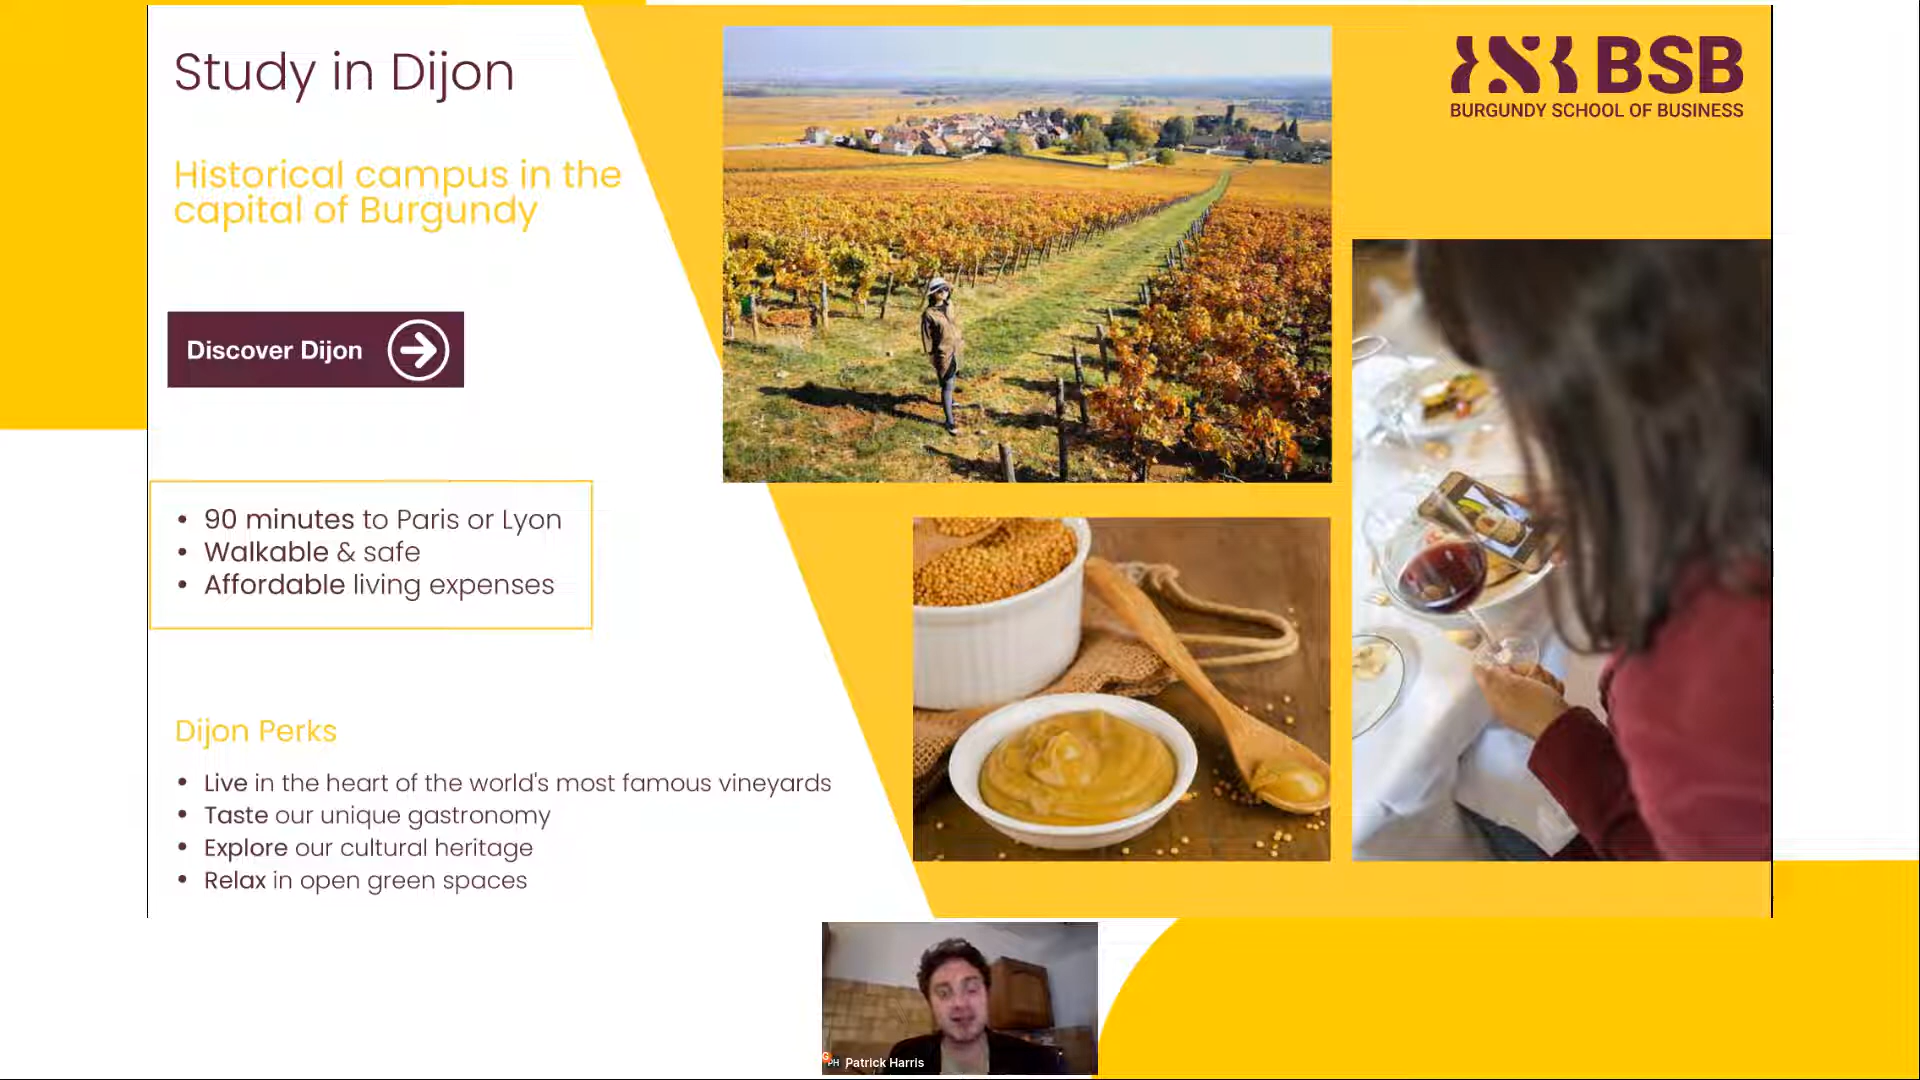 Study in Dijon
BSB
BURGUNDY SCHOOL OF BUSINESS
Historical campus in the
capital of Burgundy
Discover Dijon
• 90 minutes to Paris or Lyon
• Walkable & safe
• Affordable living expenses
Dijon Perks
• Live in the heart of the world's most famous vineyards
• Taste our unique gastronomy
• Explore our cultural heritage
• Relax in open green spaces
G
PH Patrick Harris